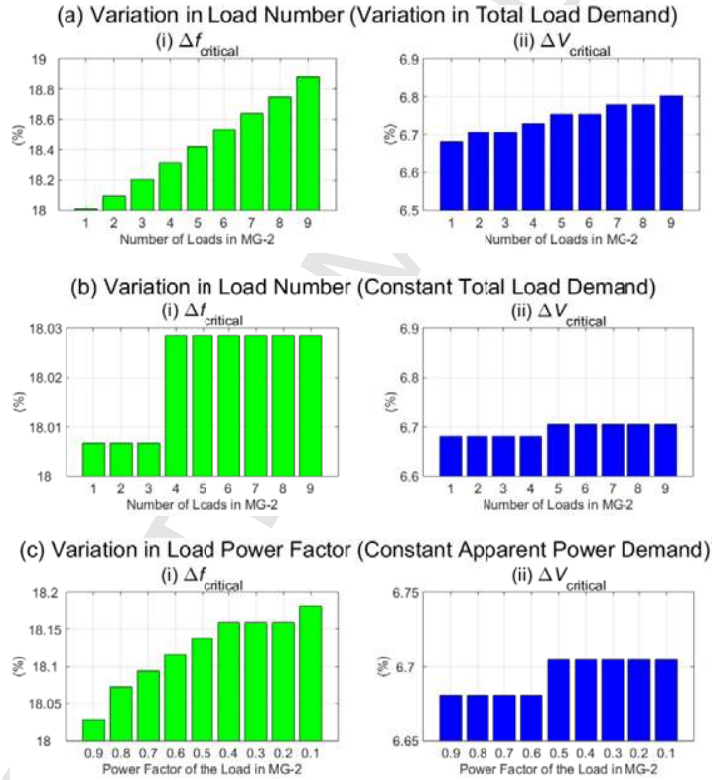 (a) Variation in Load Number (Variation in Total Load Demand)
(i) Δf critical
(ii) ΔV critical
19
18.8
18.6
18.4
18.2
18
(%)
1 2 3 4 5 6 7 8 9
Number of Loads in MG-2
6.9
6.8
6.7
6.6
6.5
(%)
1 2 3 4 5 6 7 8 9
Number of Loads in MG-2
(b) Variation in Load Number (Constant Total Load Demand)
(i) Δf critical
(ii) ΔV critical
18.03
18.02
18.01
18
(%)
1 2 3 4 5 6 7 8 9
Number of Loads in MG-2
6.9
6.8
6.7
6.6
(%)
1 2 3 4 5 6 7 8 9
Number of Loads in MG-2
(c) Variation in Load Power Factor (Constant Apparent Power Demand)
(i) Δf critical
(ii) ΔV critical
18.2
18.15
18.1
18.05
18
(%)
0.9 0.8 0.7 0.6 0.5 0.4 0.3 0.2 0.1
Power Factor of the Load in MG-2
6.75
6.7
6.65
(%)
0.9 0.8 0.7 0.6 0.5 0.4 0.3 0.2 0.1
Power Factor of the Load in MG-2